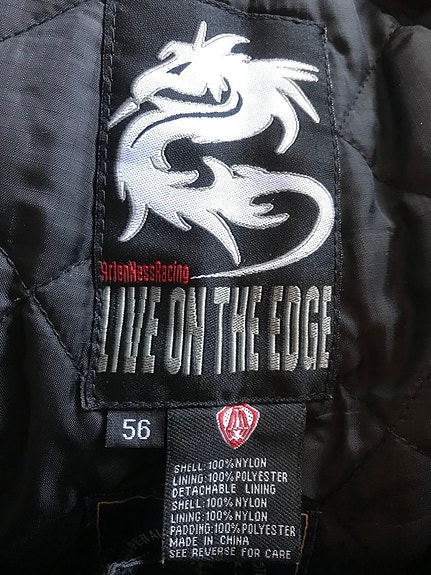 ArlenNessRacing
LIVE ON THE EDGE
56
SHELL:100%NYLON
LINING:100%POLYESTER
DETACHABLE LINING
SHELL:100%NYLON
LINING:100%NYLON
PADDING:100%POLYESTER
MADE IN CHINA
SEE REVERSE FOR CARE